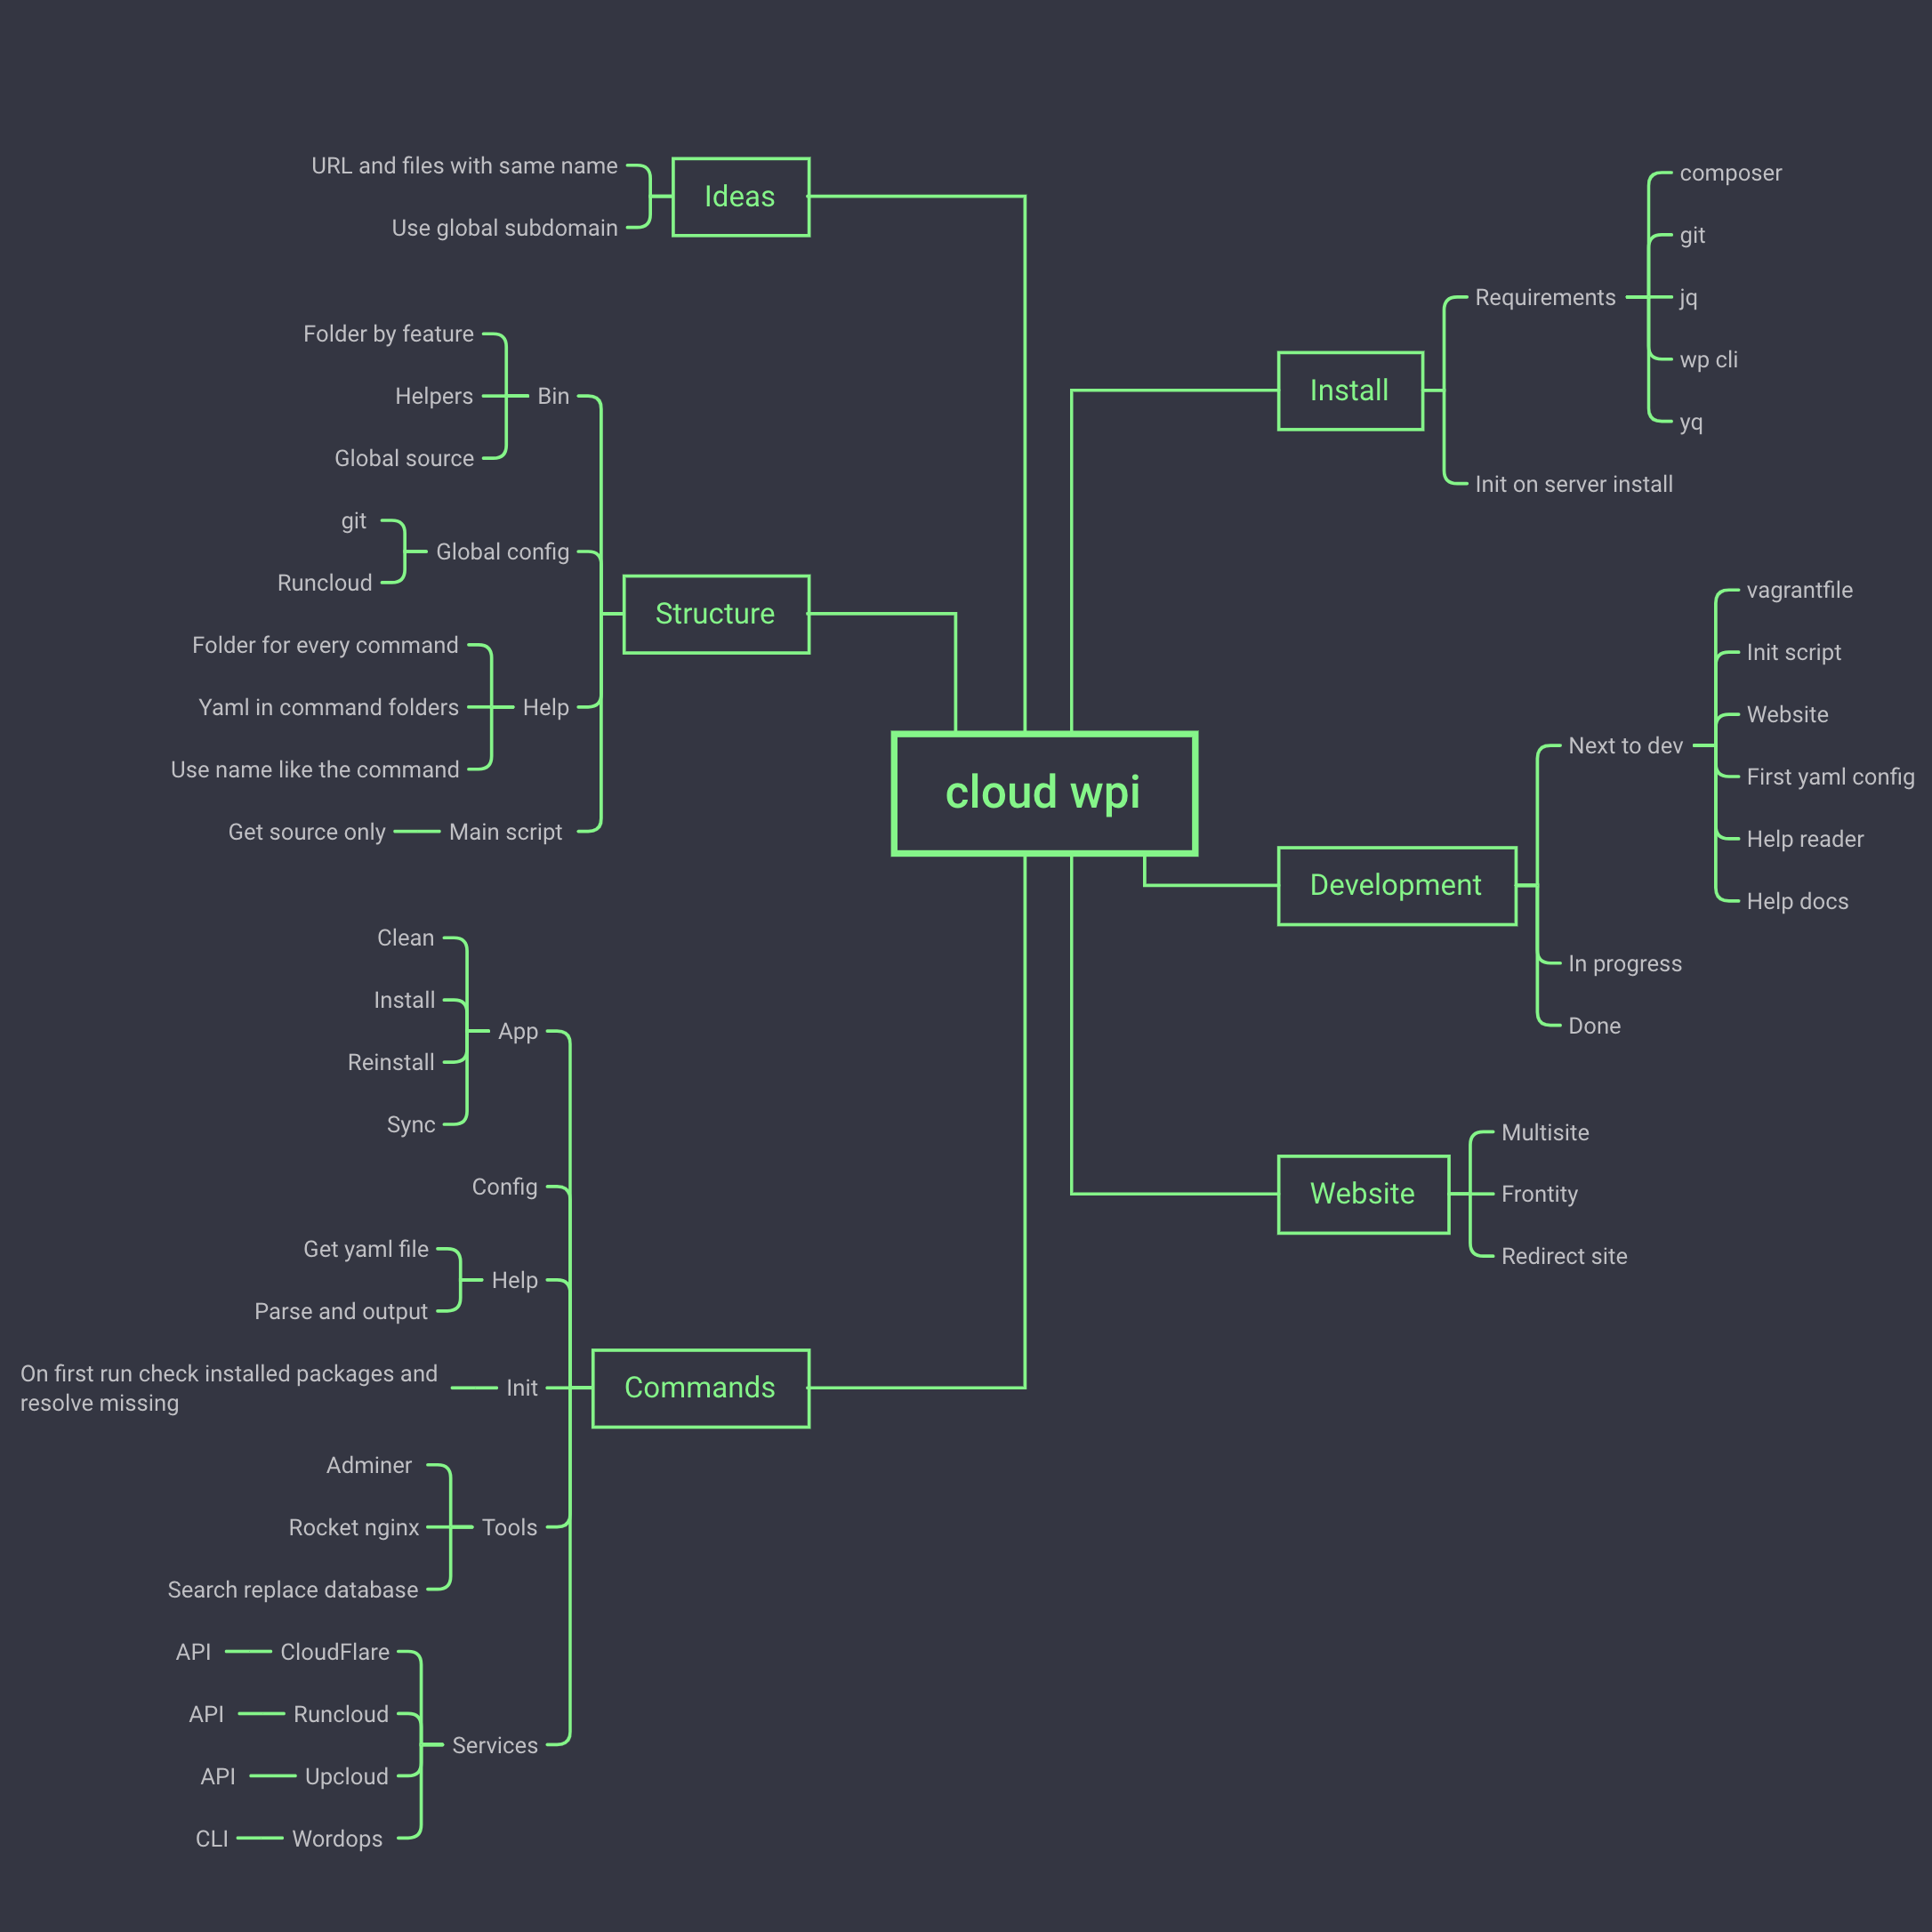 cloud wpi
Ideas
URL and files with same name
Use global subdomain
Structure
Bin
Folder by feature
Helpers
Global source
Global config
git
Runcloud
Help
Folder for every command
Yaml in command folders
Use name like the command
Main script
Get source only
Commands
App
Clean
Install
Reinstall
Sync
Config
Help
Get yaml file
Parse and output
Init
On first run check installed packages and
resolve missing
Tools
Adminer
Rocket nginx
Search replace database
Services
CloudFlare
API
Runcloud
API
Upcloud
API
Wordops
CLI
Install
Requirements
composer
git
jq
wp cli
yq
Init on server install
Development
Next to dev
vagrantfile
Init script
Website
First yaml config
Help reader
Help docs
In progress
Done
Website
Multisite
Frontity
Redirect site